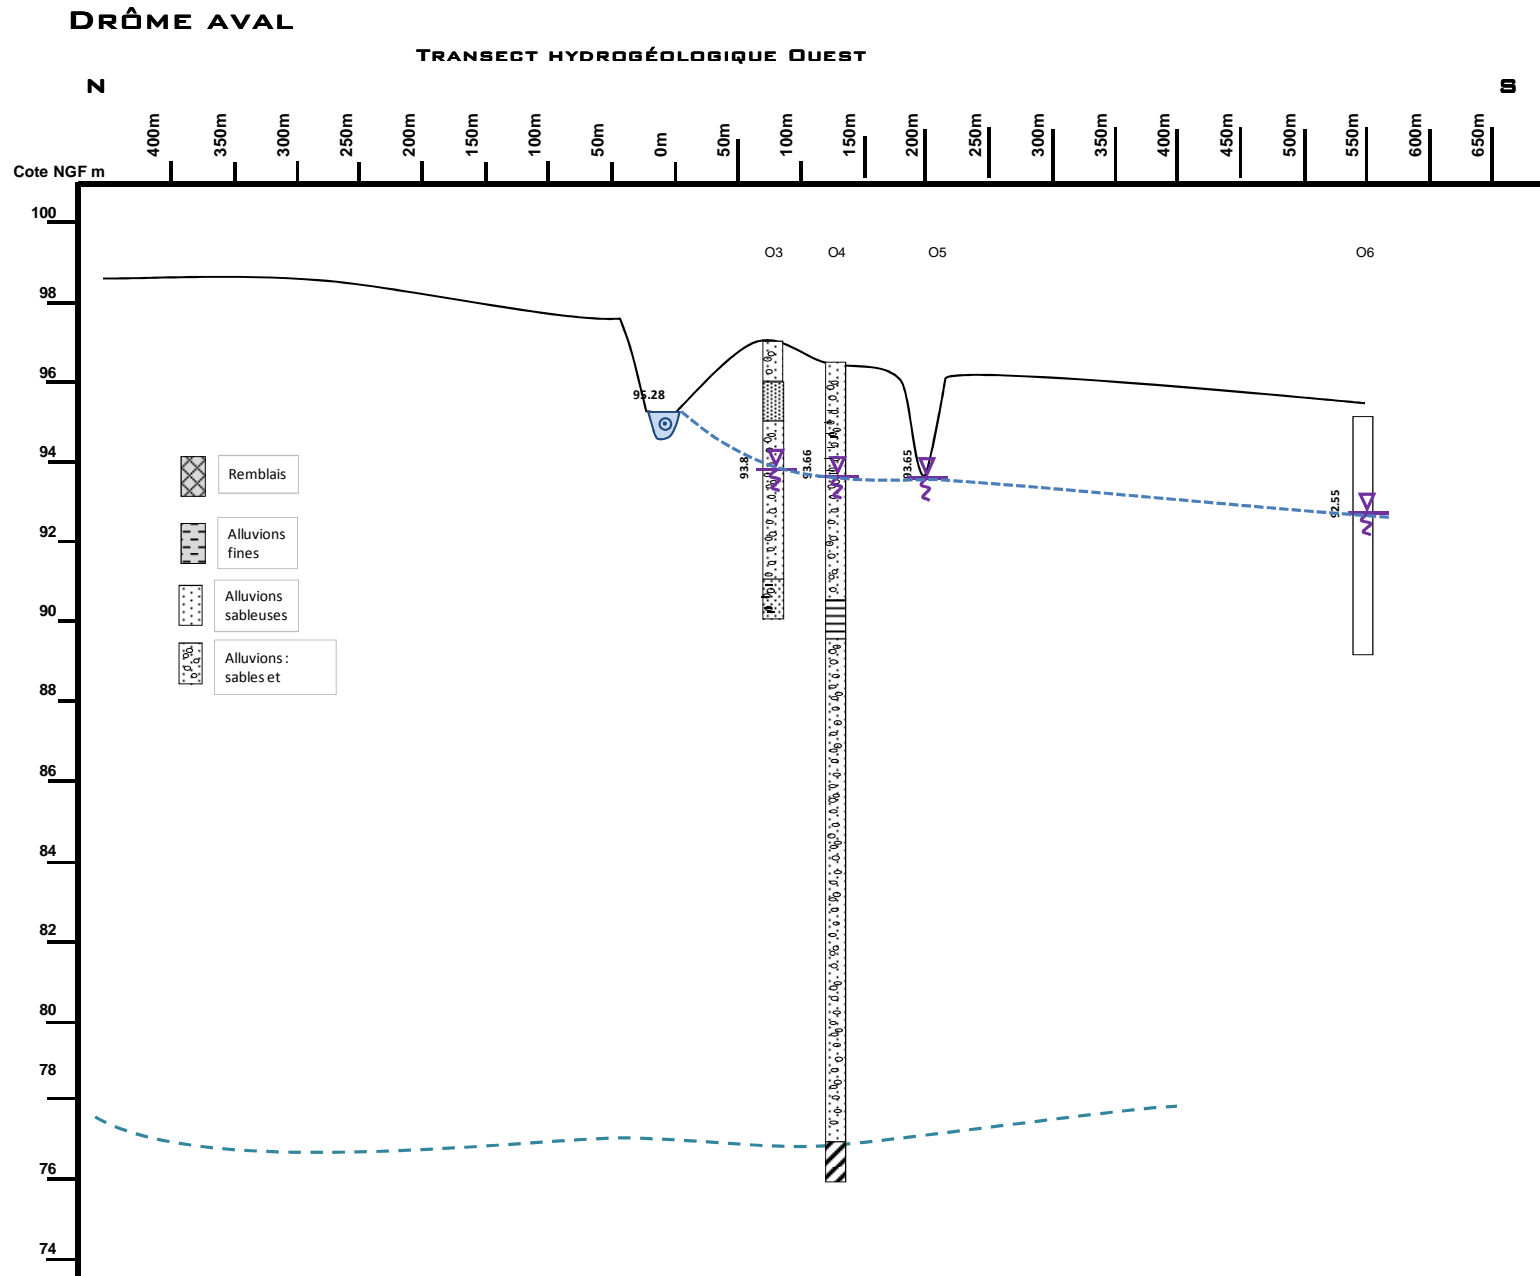 DRÔME AVAL
TRANSECT HYDROGÉOLOGIQUE OUEST
N
S
400m 350m 300m 250m 200m 150m 100m 50m 0m 50m 100m 150m 200m 250m 300m 350m 400m 450m 500m 550m 600m 650m
Cote NGF m
100
O3 O4 O5 O6
98
96
95.28
94
93.8
93.66
93.65
92.55
Remblais
92
Alluvions
fines
90
Alluvions
sableuses
Alluvions :
sables et
88
86
84
82
80
78
76
74